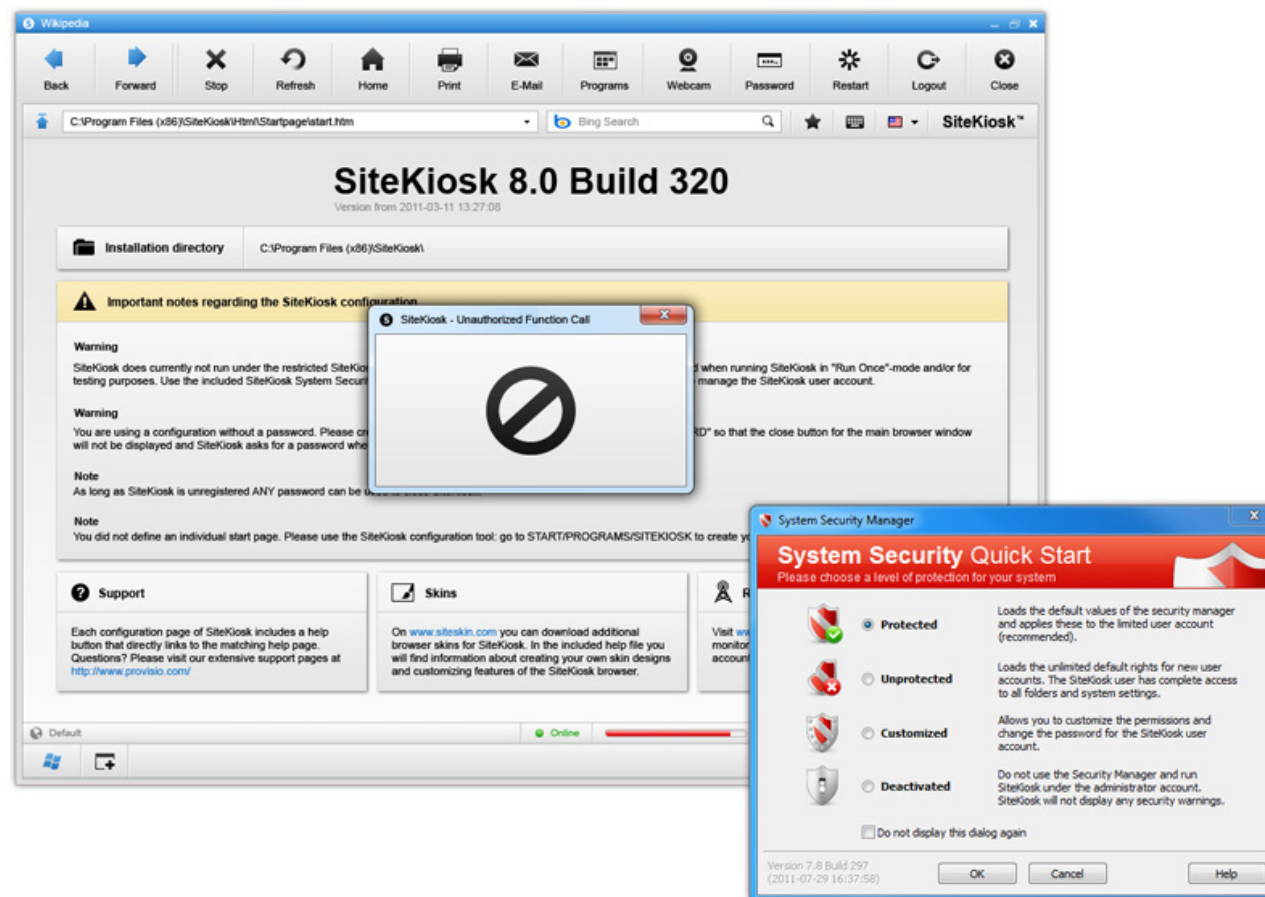 Wikipedia
Back Forward Stop Refresh Home Print E-Mail Programs Webcam Password Restart Logout Close
C:\Program Files (x86)\SiteKiosk\Html\Startpage\start.htm Bing Search SiteKiosk™
SiteKiosk 8.0 Build 320
Version from 2011-03-11 13:27:08
Installation directory C:\Program Files (x86)\SiteKiosk\
Important notes regarding the SiteKiosk configuration
SiteKiosk - Unauthorized Function Call
Warning
SiteKiosk does currently not run under the restricted when running SiteKiosk in "Run Once"-mode and/or for
testing purposes. Use the included SiteKiosk System manage the SiteKiosk user account.
Warning
You are using a configuration without a password. Please so that the close button for the main browser window
will not be displayed and SiteKiosk asks for a password
Note
As long as SiteKiosk is unregistered ANY password can be
Note
You did not define an individual start page. Please use the SiteKiosk configuration tool: go to START/PROGRAMS/SITEKIOSK to create
Support
Each configuration page of SiteKiosk includes a help
button that directly links to the matching help page.
Questions? Please visit our extensive support pages at
http://www.provisio.com/
Skins
On www.siteskin.com you can download additional
browser skins for SiteKiosk. In the included help file you
will find information about creating your own skin designs
and customizing features of the SiteKiosk browser.
R
Visit
monitor
account
Default Online
System Security Manager
System Security Quick Start
Please choose a level of protection for your system
Protected
Loads the default values of the security manager
and applies these to the limited user account
(recommended).
Unprotected
Loads the unlimited default rights for new user
accounts. The SiteKiosk user has complete access
to all folders and system settings.
Customized
Allows you to customize the permissions and
change the password for the SiteKiosk user
account.
Deactivated
Do not use the Security Manager and run
SiteKiosk under the administrator account.
SiteKiosk will not display any security warnings.
Do not display this dialog again
Version 7.8 Build 297
(2011-07-29 16:37:58)
OK Cancel Help